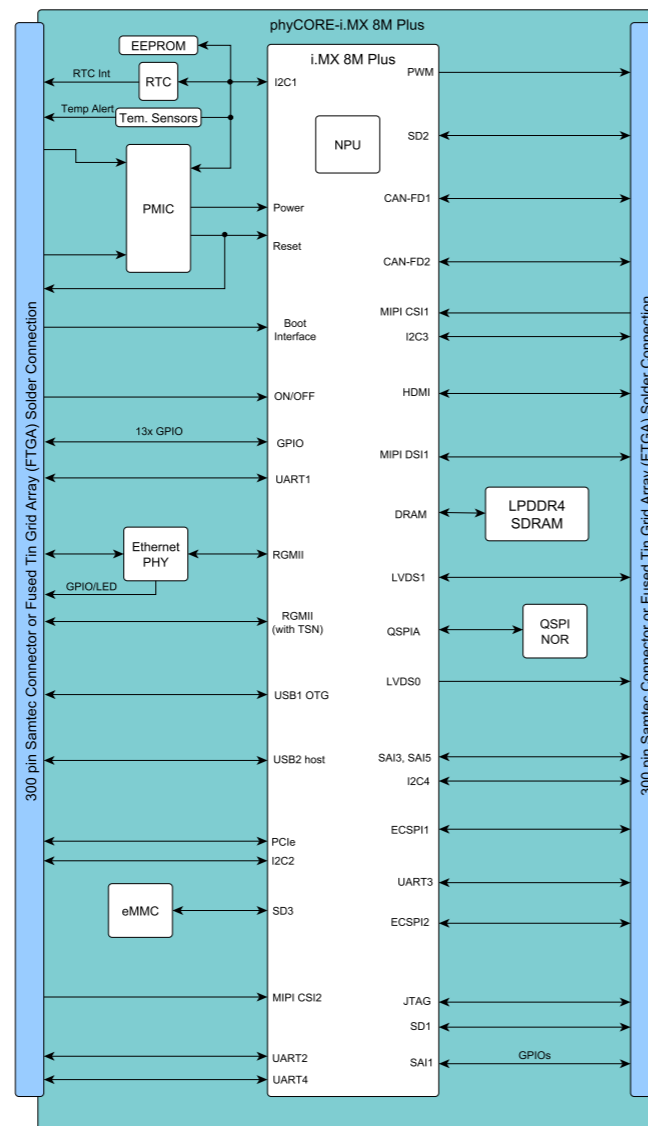 phyCORE-i.MX 8M Plus
300 pin Samtec Connector or Fused Tin Grid Array (FTGA) Solder Connection
EEPROM
RTC Int
RTC
Temp Alert
Tem. Sensors
PMIC
13x GPIO
Ethernet
PHY
GPIO/LED
eMMC
i.MX 8M Plus
NPU
I2C1
Power
Reset
Boot
Interface
ON/OFF
GPIO
UART1
RGMII
RGMII
(with TSN)
USB1 OTG
USB2 host
PCIe
I2C2
SD3
MIPI CSI2
UART2
UART4
PWM
SD2
CAN-FD1
CAN-FD2
MIPI CSI1
I2C3
HDMI
MIPI DSI1
DRAM
LVDS1
QSPIA
LVDS0
SAI3, SAI5
I2C4
ECSPI1
UART3
ECSPI2
JTAG
SD1
SAI1
LPDDR4
SDRAM
QSPI
NOR
GPIOs
300 pin Samtec Connector or Fused Tin Grid Array (FTGA) Solder Connection